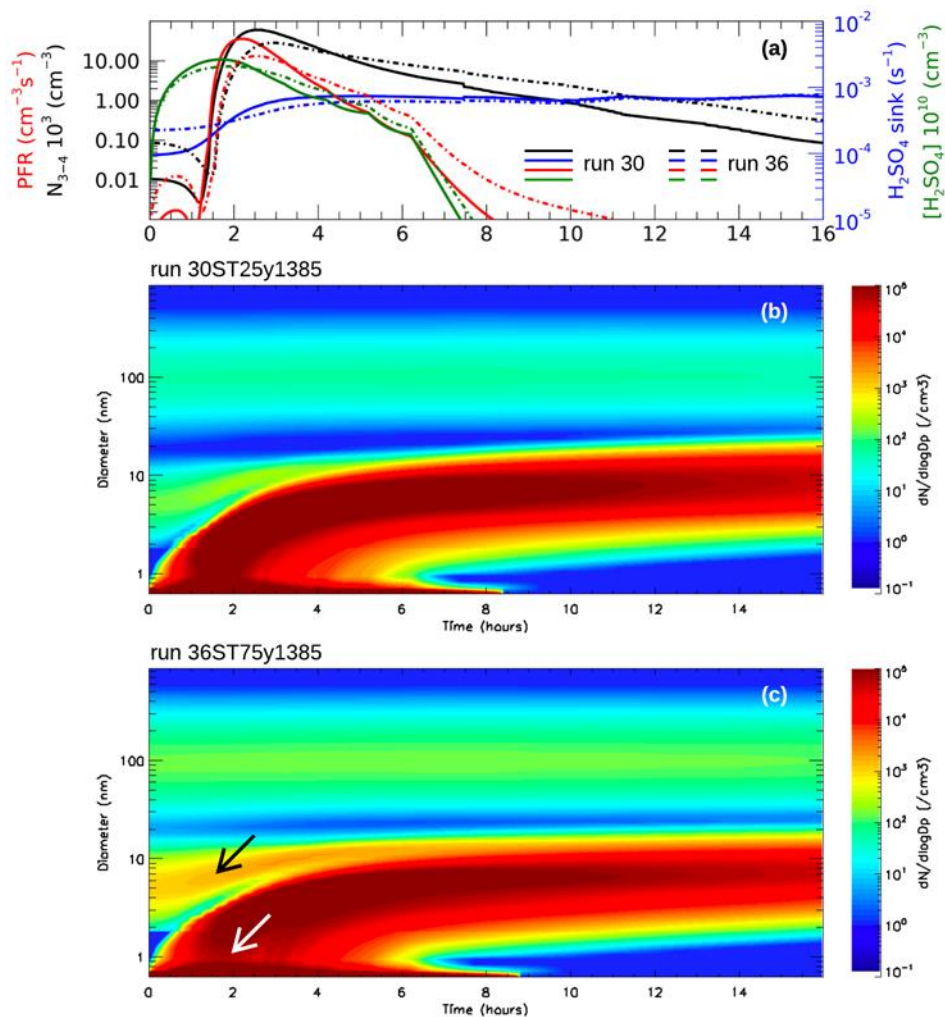 PFR (cm⁻³s⁻¹)
N₃₋₄ 10³ (cm⁻³)
10.00
1.00
0.10
0.01
(a)
run 30
run 36
10⁻²
10⁻³
10⁻⁴
10⁻⁵
H₂SO₄ sink (s⁻¹)
[H₂SO₄] 10¹⁰ (cm⁻³)
0 2 4 6 8 10 12 14 16
run 30ST25y1385
(b)
Diameter (nm)
100
10
1
0 2 4 6 8 10 12 14
Time (hours)
10⁵
10⁴
10³
10²
10¹
10⁰
10⁻¹
dN/dlogDp (/cm3)
run 36ST75y1385
(c)
Diameter (nm)
100
10
1
0 2 4 6 8 10 12 14
Time (hours)
10⁵
10⁴
10³
10²
10¹
10⁰
10⁻¹
dN/dlogDp (/cm3)